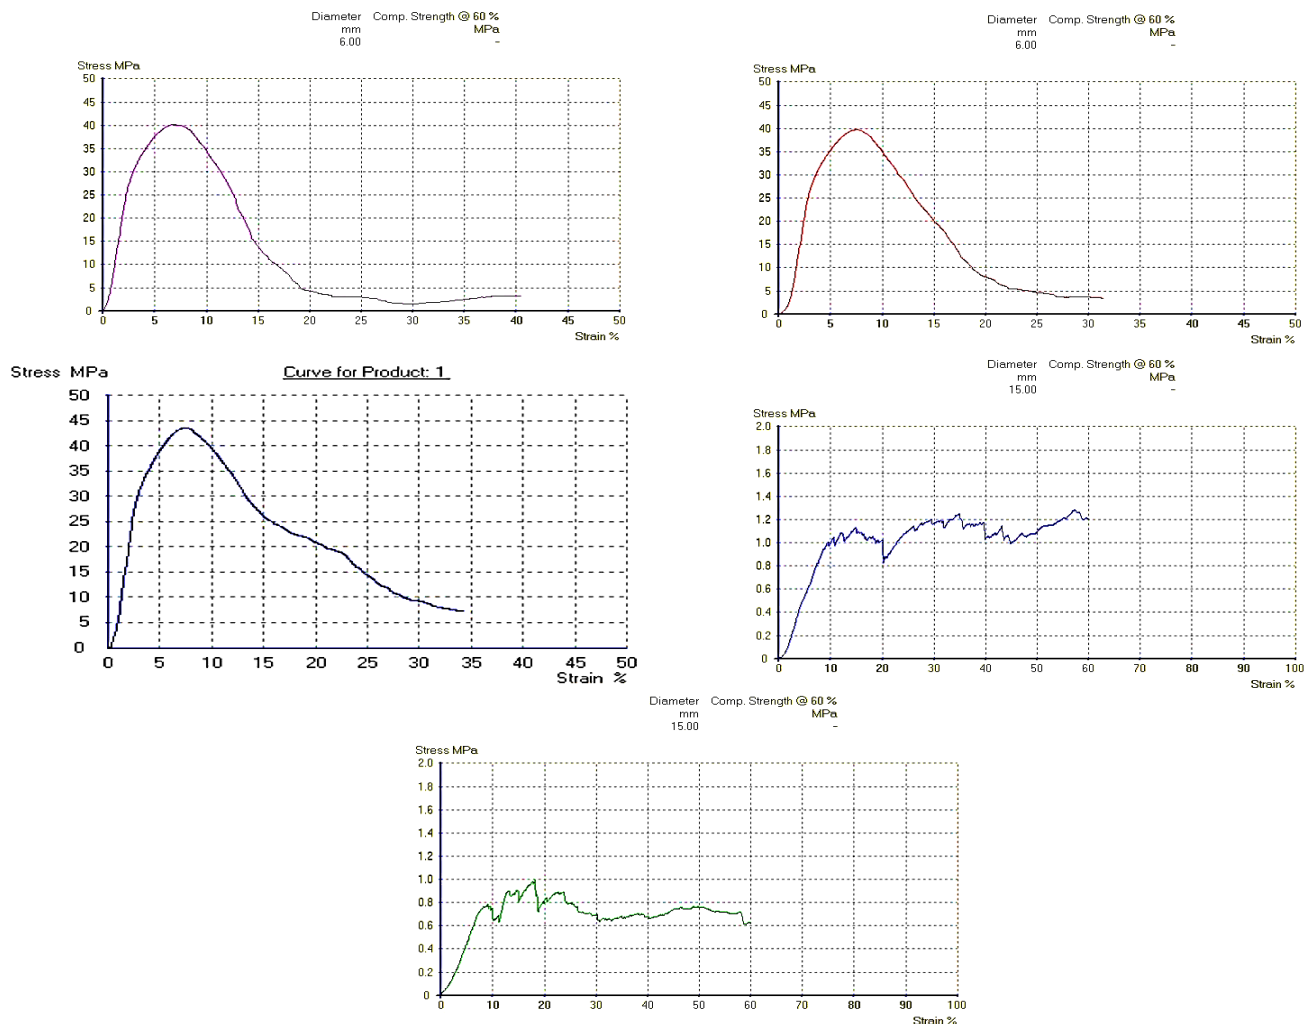 Diameter Comp. Strength @ 60 %
mm MPa
6.00 -
Stress MPa
50
45
40
35
30
25
20
15
10
5
0
0 5 10 15 20 25 30 35 40 45 50
Strain %
Diameter Comp. Strength @ 60 %
mm MPa
6.00 -
Stress MPa
50
45
40
35
30
25
20
15
10
5
0
0 5 10 15 20 25 30 35 40 45 50
Strain %
Stress MPa Curve for Product: 1
50
45
40
35
30
25
20
15
10
5
0
0 5 10 15 20 25 30 35 40 45 50
Strain %
Diameter Comp. Strength @ 60 %
mm MPa
15.00 -
Stress MPa
2.0
1.8
1.6
1.4
1.2
1.0
0.8
0.6
0.4
0.2
0
0 10 20 30 40 50 60 70 80 90 100
Strain %
Diameter Comp. Strength @ 60 %
mm MPa
15.00 -
Stress MPa
2.0
1.8
1.6
1.4
1.2
1.0
0.8
0.6
0.4
0.2
0
0 10 20 30 40 50 60 70 80 90 100
Strain %